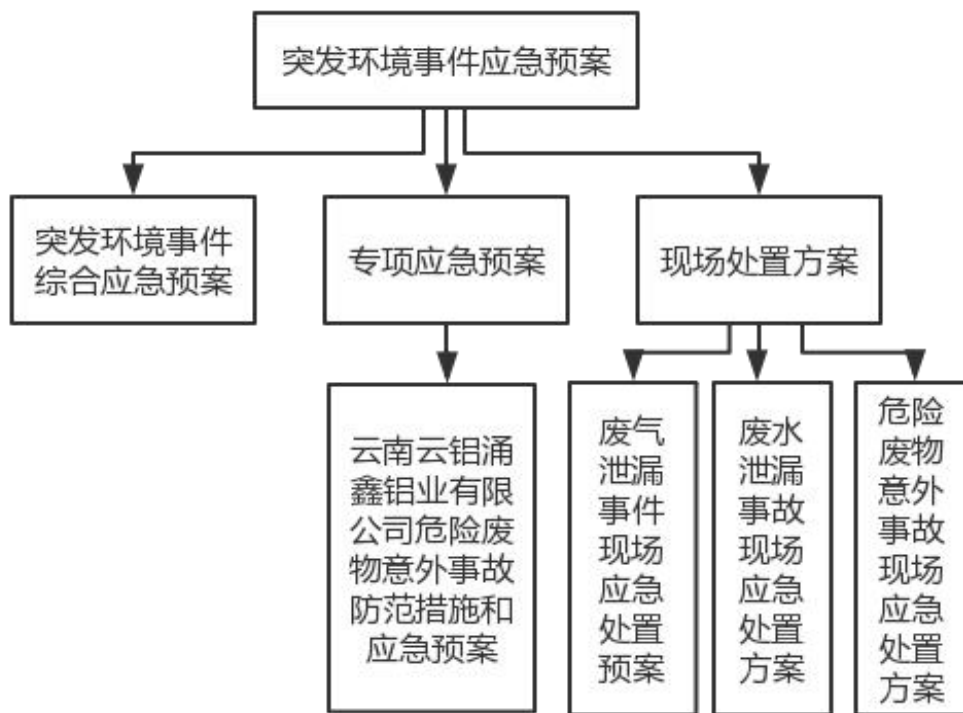 突发环境事件应急预案
突发环境事件
综合应急预案
专项应急预案
现场处置方案
云南云铝涌
鑫铝业有限
公司危险废
物意外事故
防范措施和
应急预案
废气
泄漏
事件
现场
应急
处置
预案
废水
泄漏
事故
现场
应急
处置
方案
危险
废物
意外
事故
现场
应急
处置
方案